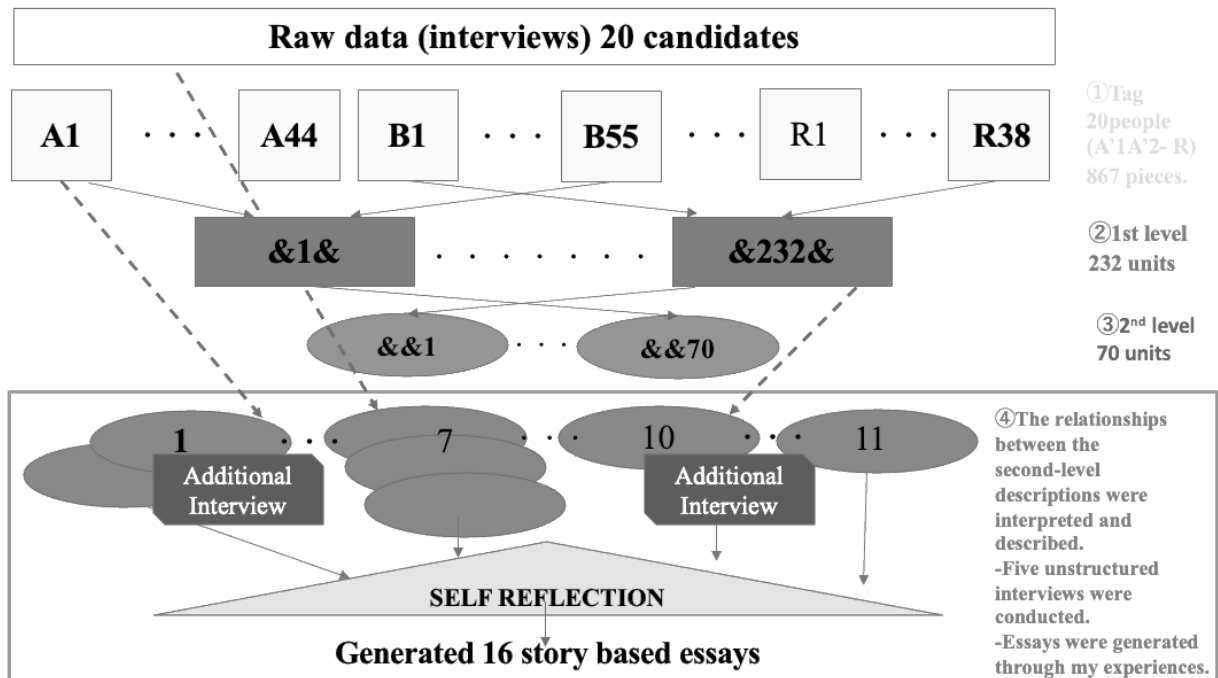 Raw data (interviews) 20 candidates
A1 · · · A44 B1 · · · B55 · · · R1 · · · R38
①Tag
20people
(A’1A’2- R)
867 pieces.
&1& · · · · · · · &232&
②1st level
232 units
&&1 · · · &&70
③2nd level
70 units
1 · · · 7 · · · 10 · · · 11
Additional
Interview
Additional
Interview
SELF REFLECTION
Generated 16 story based essays
④The relationships
between the
second-level
descriptions were
interpreted and
described.
-Five unstructured
interviews were
conducted.
-Essays were generated
through my experiences.